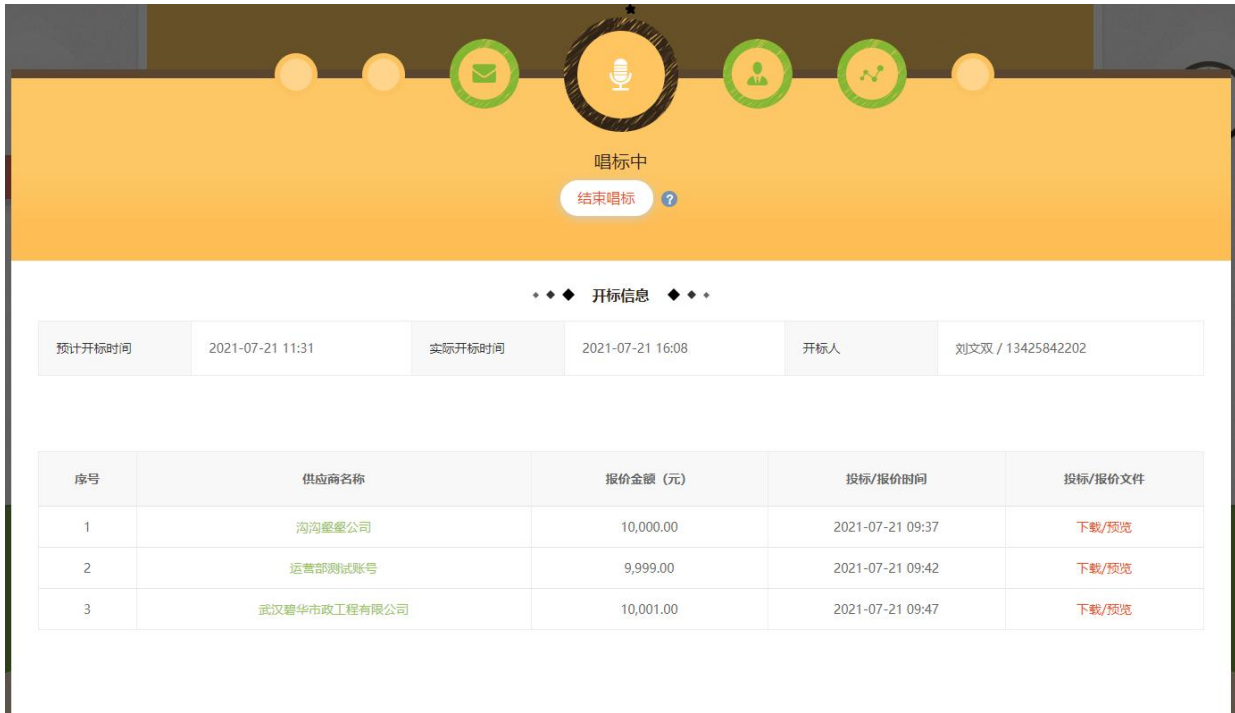 唱标中
结束唱标 ?
开标信息
预计开标时间 2021-07-21 11:31 实际开标时间 2021-07-21 16:08 开标人 刘文双 / 13425842202
序号 供应商名称 报价金额（元） 投标/报价时间 投标/报价文件
1 沟沟壑壑公司 10,000.00 2021-07-21 09:37 下载/预览
2 运营部测试账号 9,999.00 2021-07-21 09:42 下载/预览
3 武汉碧华市政工程有限公司 10,001.00 2021-07-21 09:47 下载/预览